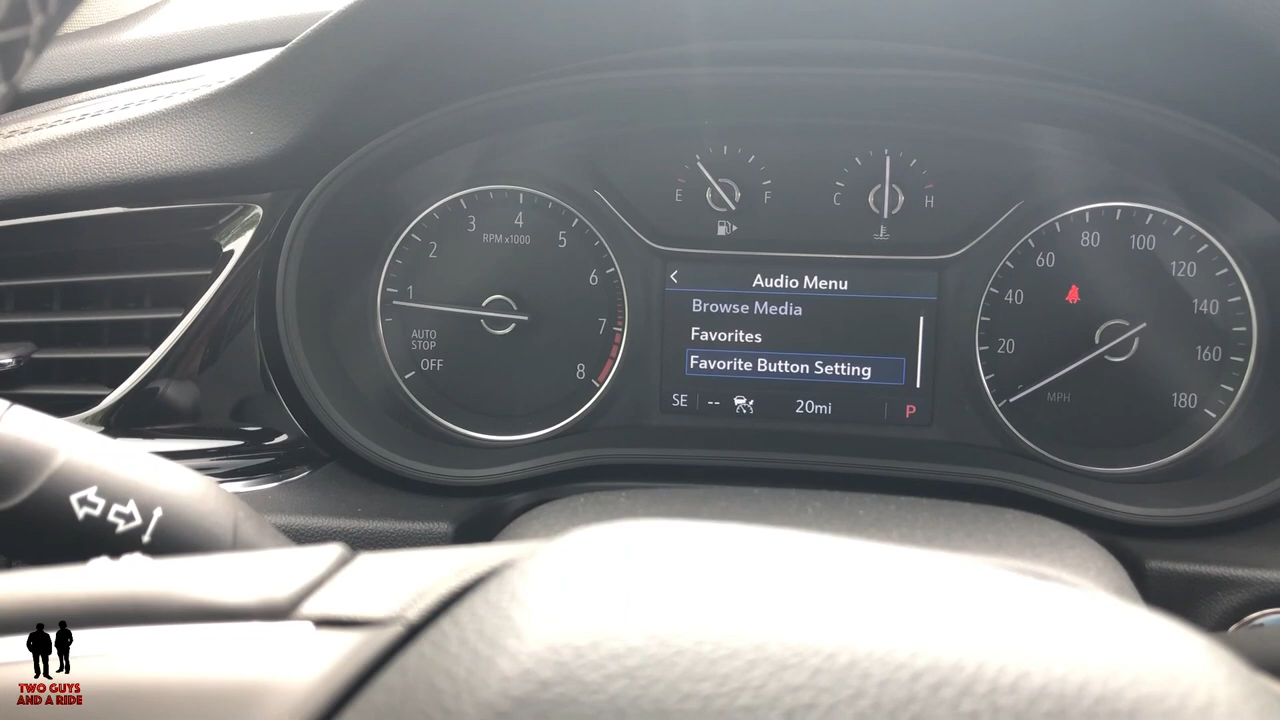 1
2
3
4
5
6
7
8
RPM x1000
AUTO
STOP
OFF
E
F
C
H
<
Audio Menu
Browse Media
Favorites
Favorite Button Setting
SE
--
20mi
P
20
40
60
80
100
120
140
160
180
MPH
TWO GUYS
AND A RIDE